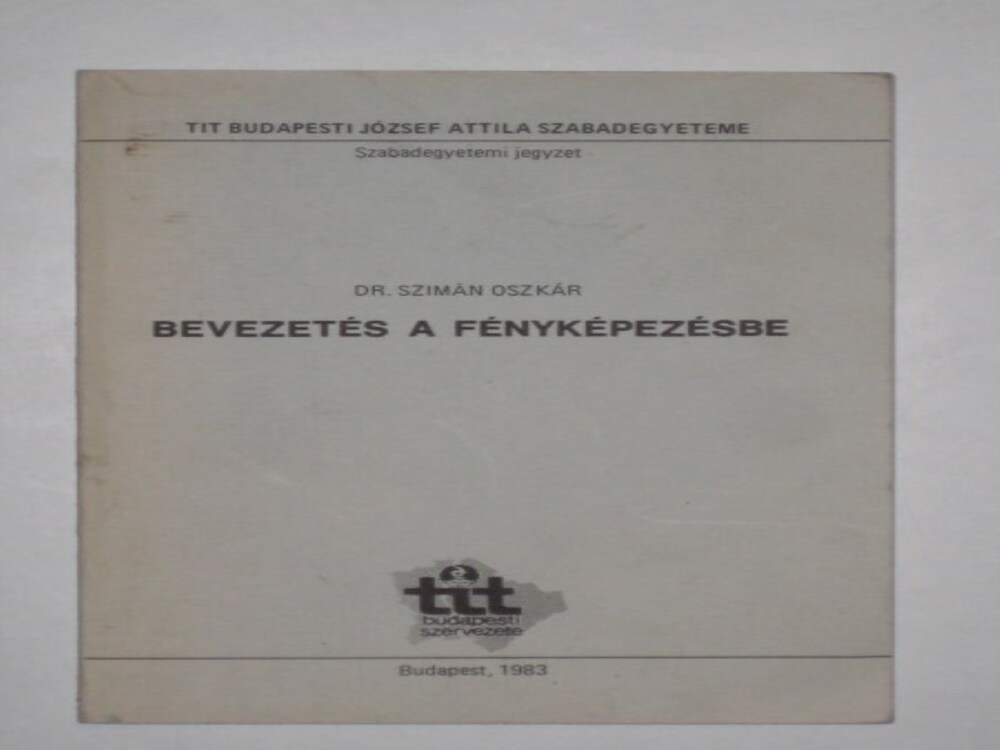 TIT BUDAPESTI JÓZSEF ATTILA SZABADEGYETEME
Szabadegyetemi jegyzet
DR. SZIMÁN OSZKÁR
BEVEZETÉS A FÉNYKÉPEZÉSBE
tit
budapesti
szervezete
Budapest, 1983